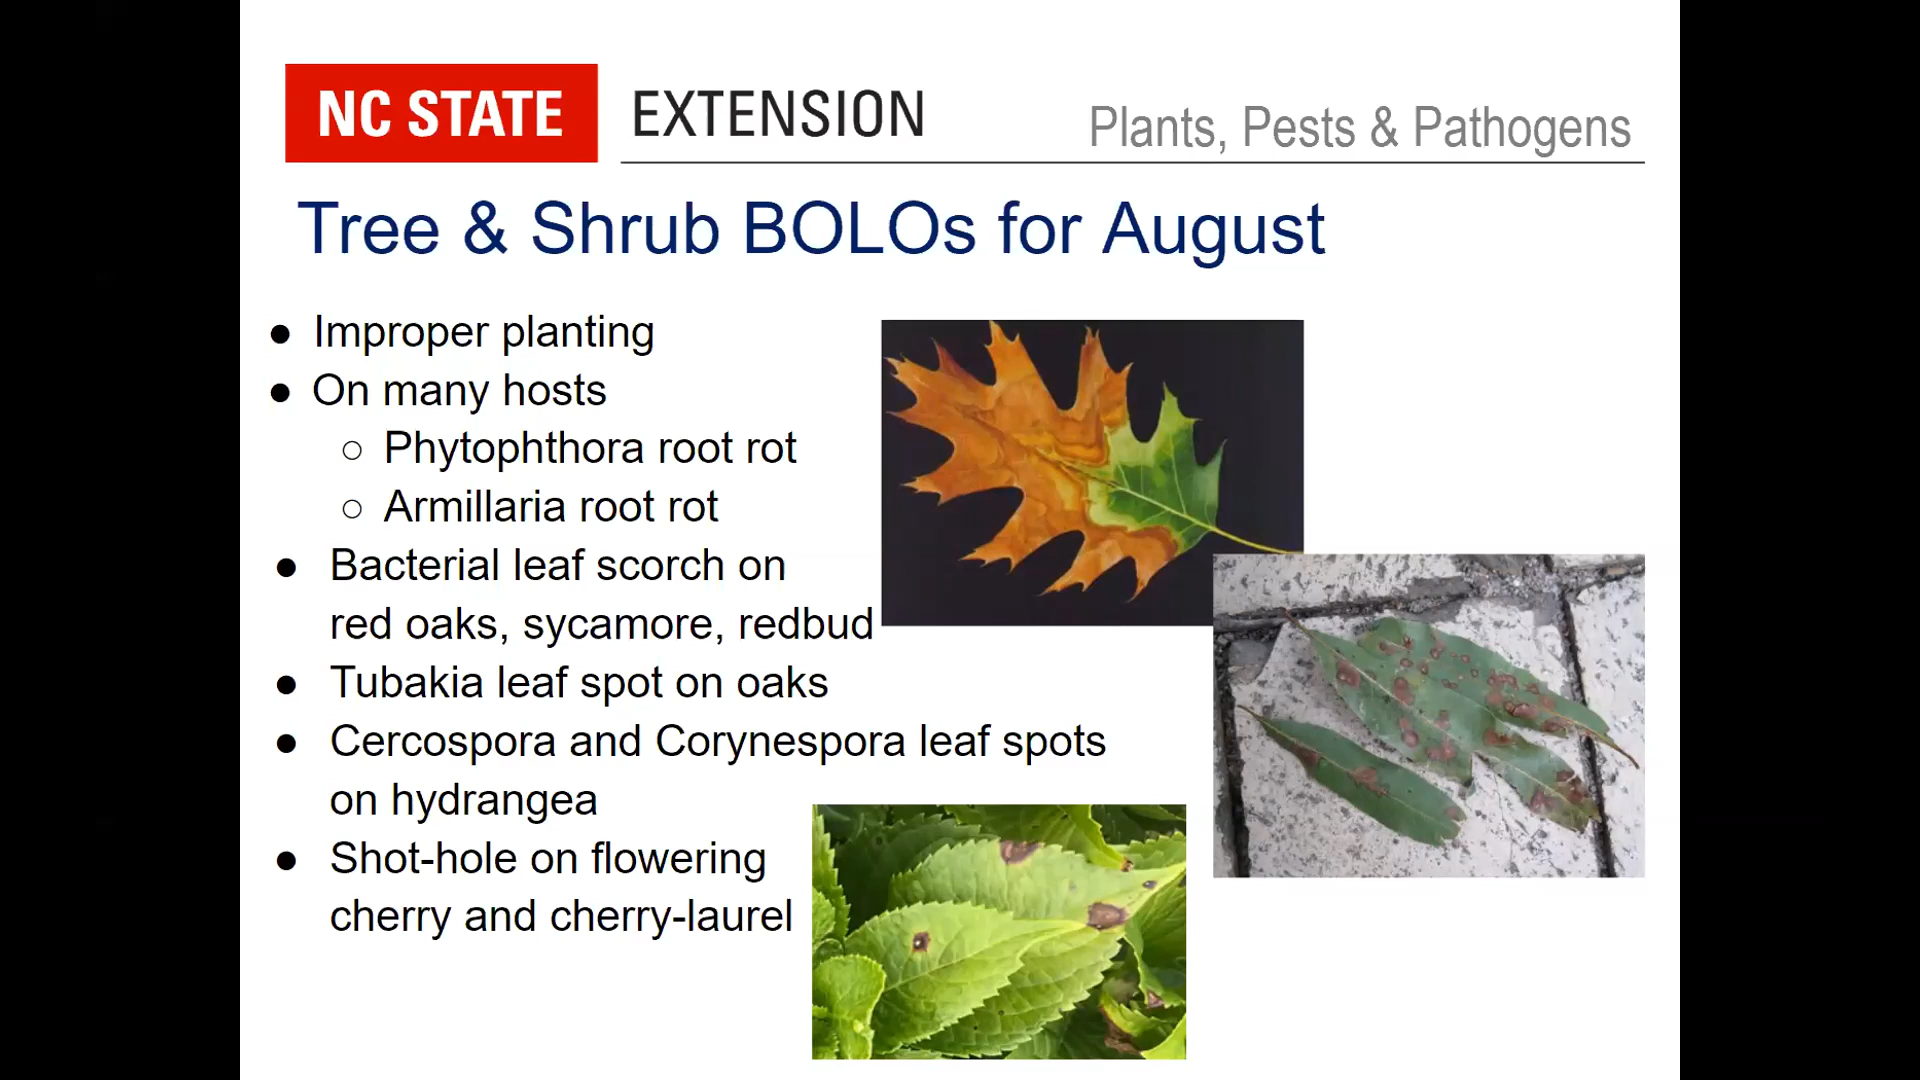 NC STATE EXTENSION
Plants, Pests & Pathogens
Tree & Shrub BOLOs for August
● Improper planting
● On many hosts
○ Phytophthora root rot
○ Armillaria root rot
● Bacterial leaf scorch on
red oaks, sycamore, redbud
● Tubakia leaf spot on oaks
● Cercospora and Corynespora leaf spots
on hydrangea
● Shot-hole on flowering
cherry and cherry-laurel